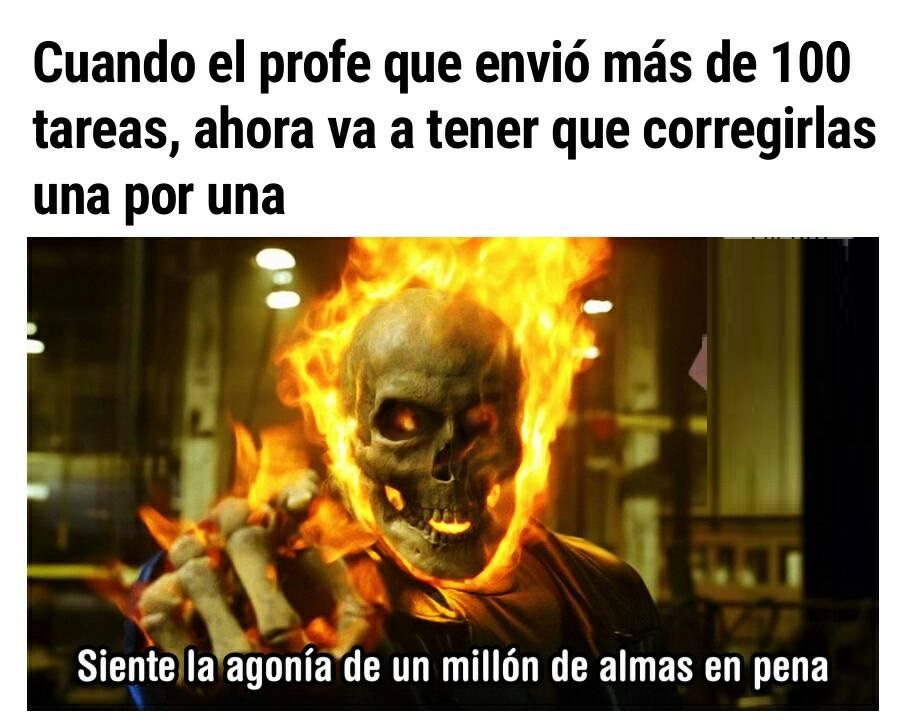 Cuando el profe que envió más de 100
tareas, ahora va a tener que corregirlas
una por una
Siente la agonía de un millón de almas en pena